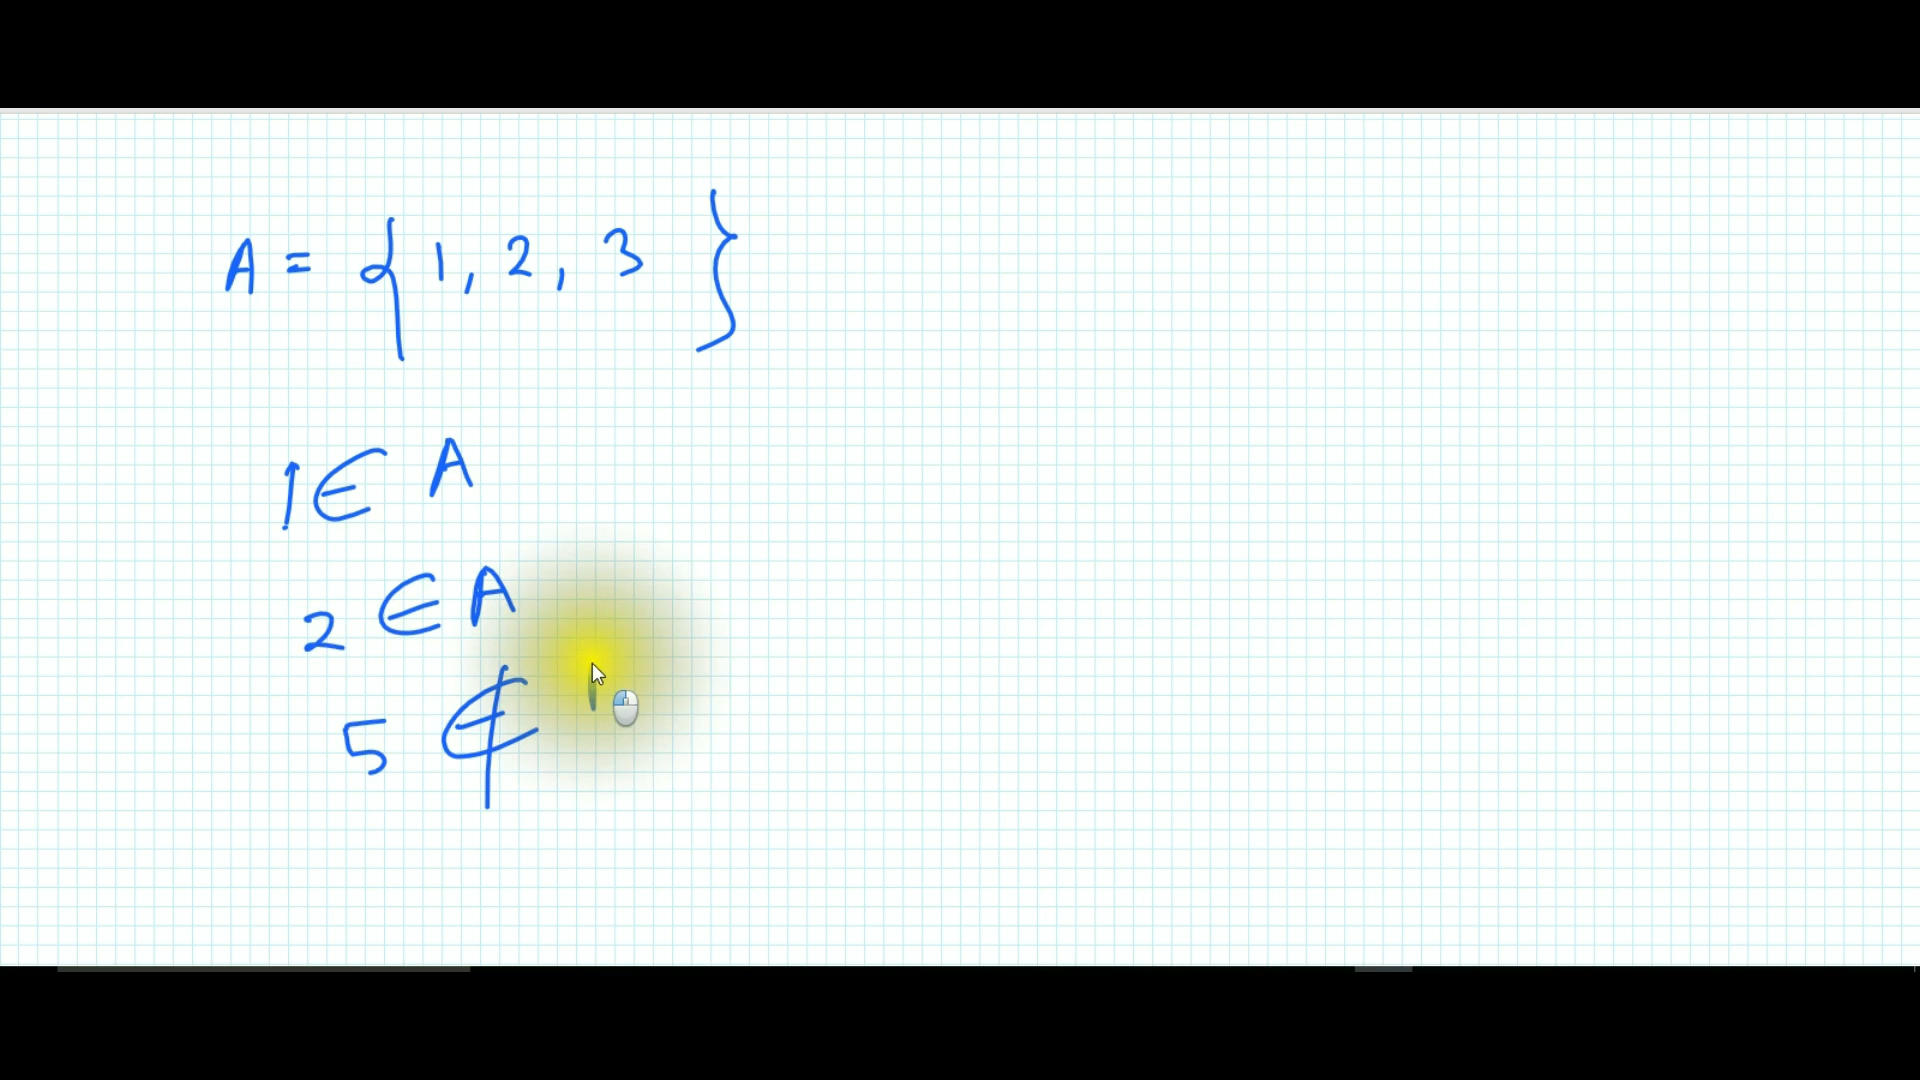 A = { 1, 2, 3 }
1 ∈ A
2 ∈ A
5 ∉